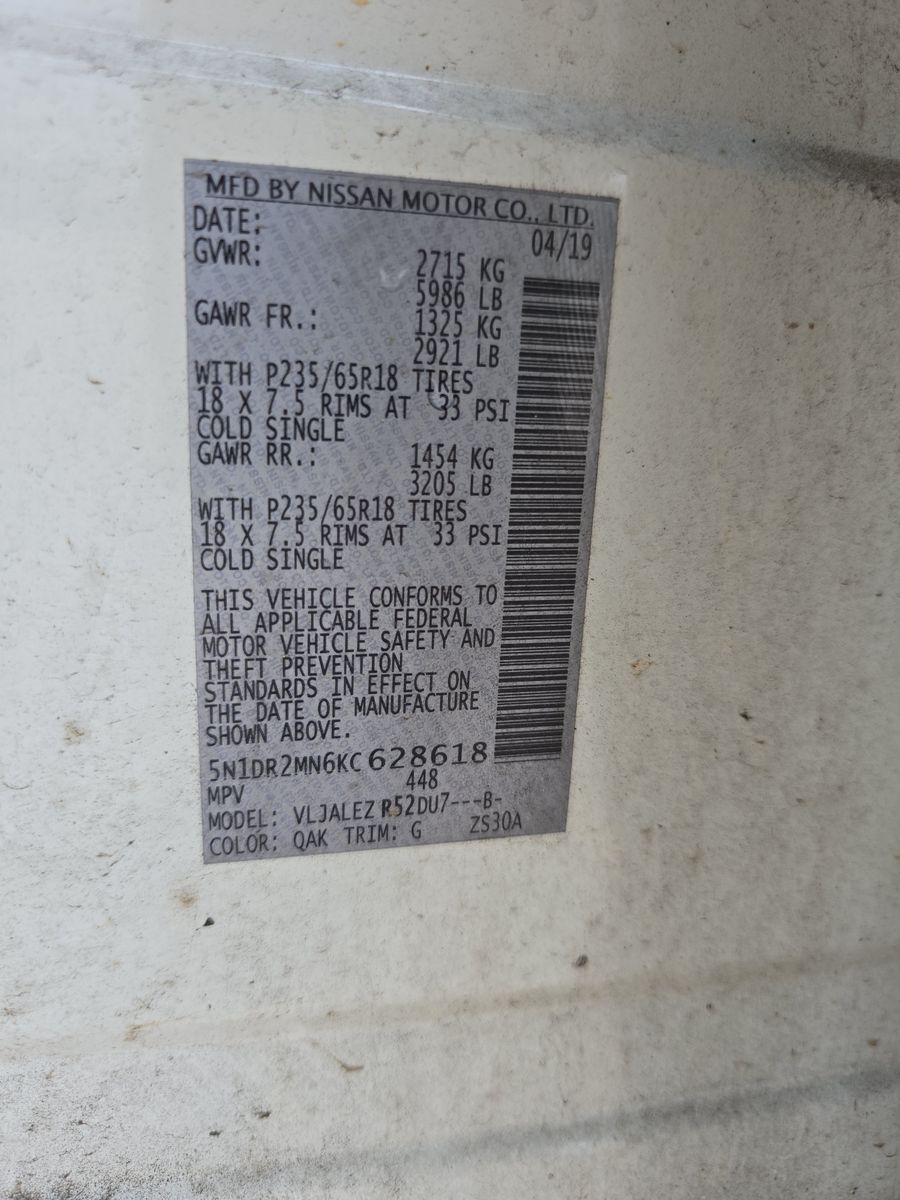 MFD BY NISSAN MOTOR CO., LTD.
DATE: 04/19
GVWR: 2715 KG
5986 LB
GAWR FR.: 1325 KG
2921 LB
WITH P235/65R18 TIRES
18 X 7.5 RIMS AT 33 PSI
COLD SINGLE
GAWR RR.: 1454 KG
3205 LB
WITH P235/65R18 TIRES
18 X 7.5 RIMS AT 33 PSI
COLD SINGLE
THIS VEHICLE CONFORMS TO
ALL APPLICABLE FEDERAL
MOTOR VEHICLE SAFETY AND
THEFT PREVENTION
STANDARDS IN EFFECT ON
THE DATE OF MANUFACTURE
SHOWN ABOVE.
5N1DR2MN6KC628618
MPV 448
MODEL: VLJALEZ R52DU7---B-
COLOR: QAK TRIM: G ZS30A